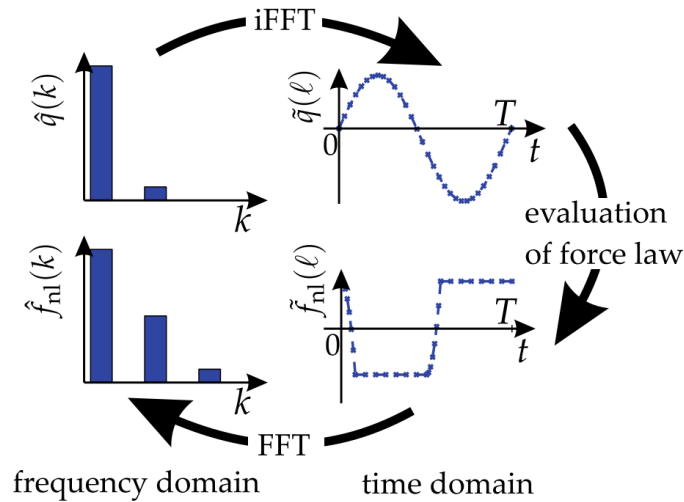 iFFT
q̂(k)
k
q̃(ℓ)
0
T
t
evaluation
of force law
f̂nl(k)
k
f̃nl(ℓ)
0
T
t
FFT
frequency domain
time domain